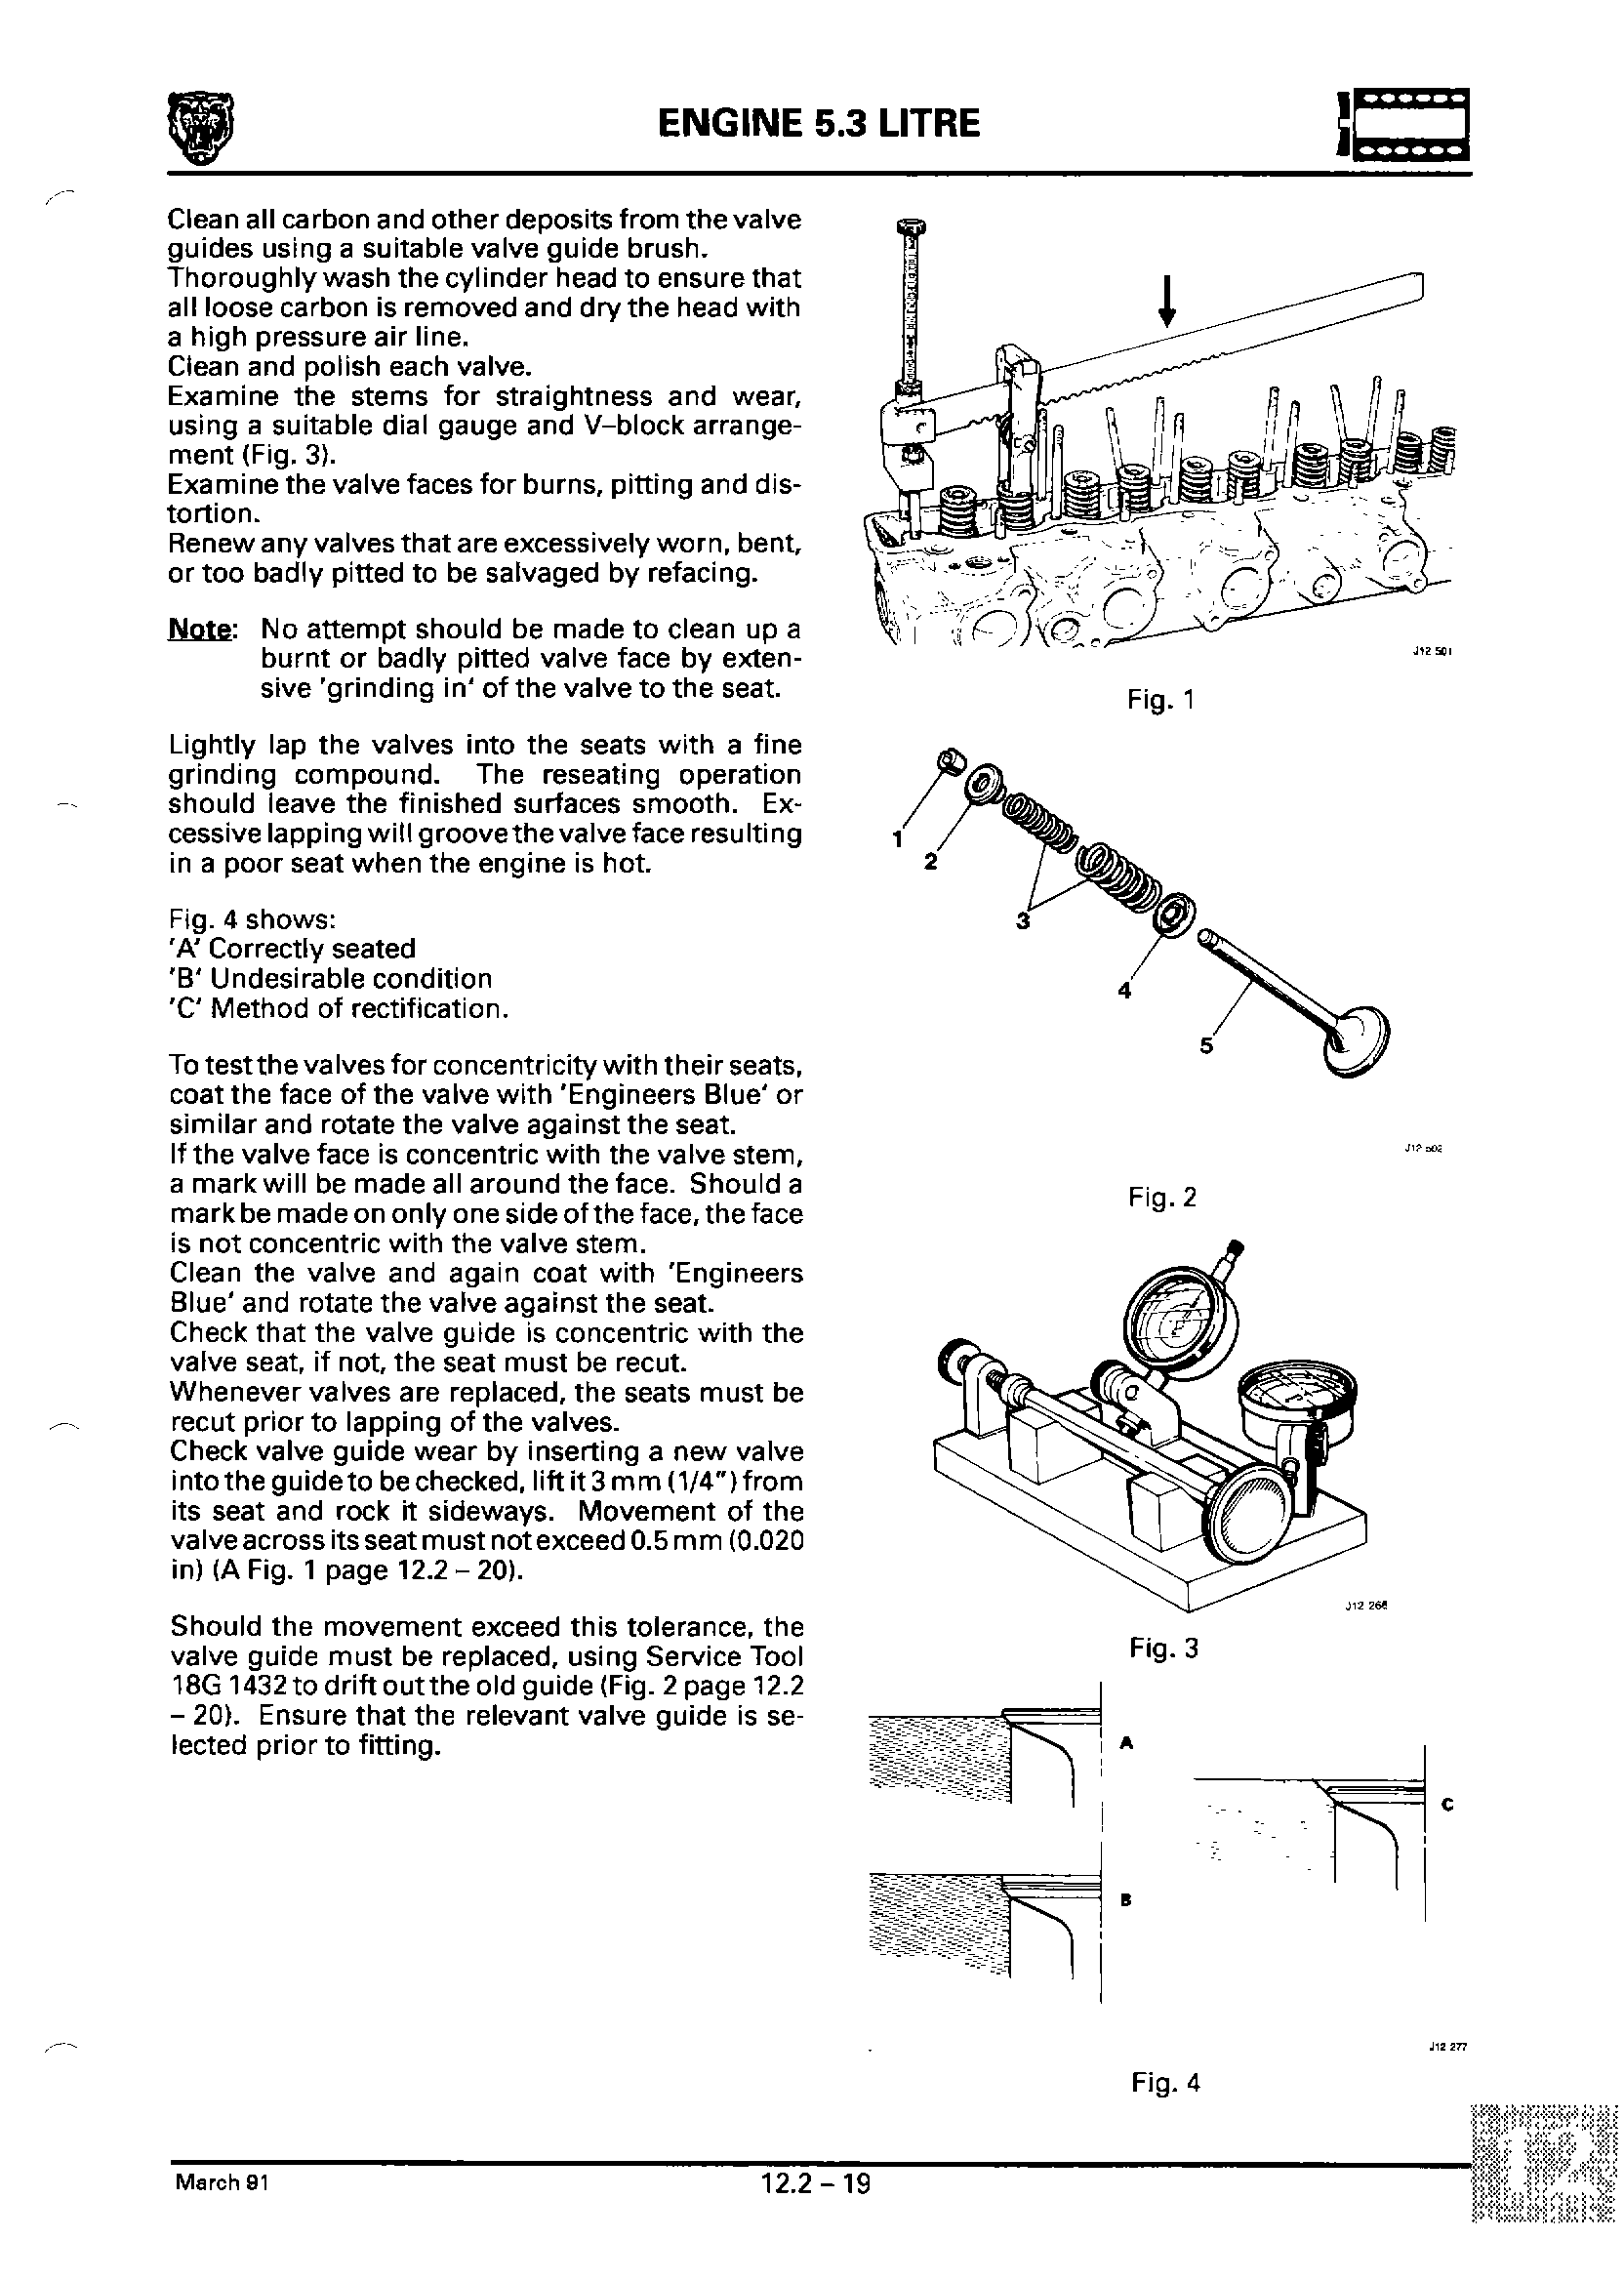 ENGINE 5.3 LITRE
Clean all carbon and other deposits from the valve
guides using a suitable valve guide brush.
Thoroughly wash the cylinder head to ensure that
all loose carbon is removed and dry the head with
a high pressure air line.
Clean and polish each valve.
Examine the stems for straightness and wear,
using a suitable dial gauge and V–block arrange-
ment (Fig. 3).
Examine the valve faces for burns, pitting and dis-
tortion.
Renew any valves that are excessively worn, bent,
or too badly pitted to be salvaged by refacing.
Note: No attempt should be made to clean up a
burnt or badly pitted valve face by exten-
sive 'grinding in' of the valve to the seat.
Lightly lap the valves into the seats with a fine
grinding compound. The reseating operation
should leave the finished surfaces smooth. Ex-
cessive lapping will groove the valve face resulting
in a poor seat when the engine is hot.
Fig. 4 shows:
'A' Correctly seated
'B' Undesirable condition
'C' Method of rectification.
To test the valves for concentricity with their seats,
coat the face of the valve with 'Engineers Blue' or
similar and rotate the valve against the seat.
If the valve face is concentric with the valve stem,
a mark will be made all around the face. Should a
mark be made on only one side of the face, the face
is not concentric with the valve stem.
Clean the valve and again coat with 'Engineers
Blue' and rotate the valve against the seat.
Check that the valve guide is concentric with the
valve seat, if not, the seat must be recut.
Whenever valves are replaced, the seats must be
recut prior to lapping of the valves.
Check valve guide wear by inserting a new valve
into the guide to be checked, lift it 3 mm (1/4") from
its seat and rock it sideways. Movement of the
valve across its seat must not exceed 0.5 mm (0.020
in) (A Fig. 1 page 12.2 – 20).
Should the movement exceed this tolerance, the
valve guide must be replaced, using Service Tool
18G 1432 to drift out the old guide (Fig. 2 page 12.2
– 20). Ensure that the relevant valve guide is se-
lected prior to fitting.
J12 501
Fig. 1
1
2
3
4
5
J12 502
Fig. 2
J12 266
Fig. 3
A
C
B
J12 277
Fig. 4
12
March 91
12.2 – 19